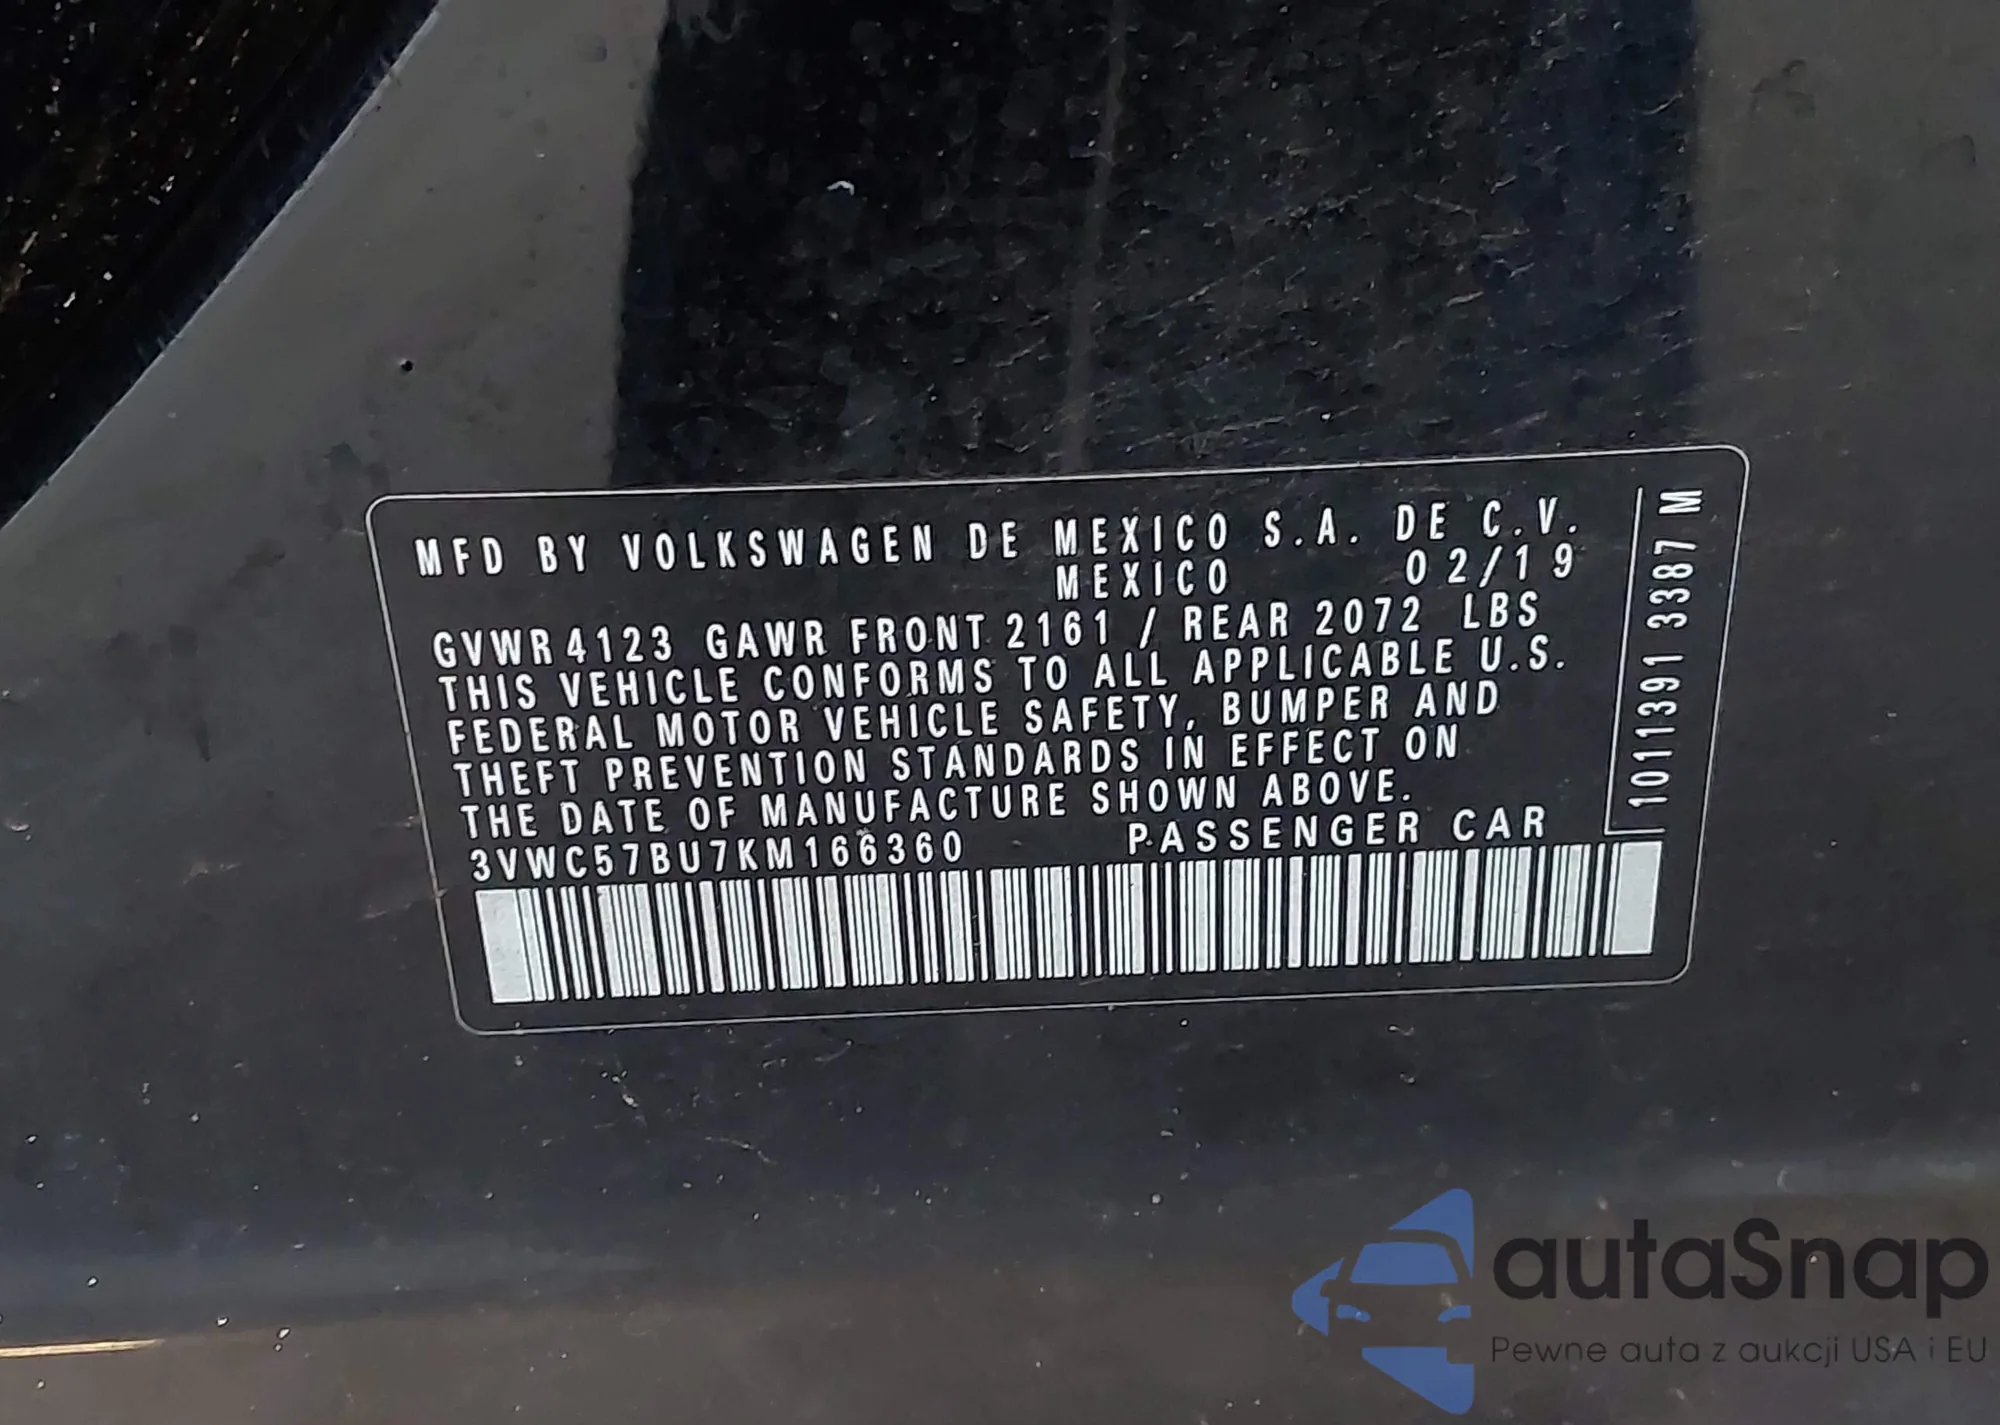 MFD BY VOLKSWAGEN DE MEXICO S.A. DE C.V.
MEXICO 02/19
GVWR 4123 GAWR FRONT 2161 / REAR 2072 LBS
THIS VEHICLE CONFORMS TO ALL APPLICABLE U.S.
FEDERAL MOTOR VEHICLE SAFETY, BUMPER AND
THEFT PREVENTION STANDARDS IN EFFECT ON
THE DATE OF MANUFACTURE SHOWN ABOVE.
3VWC57BU7KM166360 PASSENGER CAR
1011391 3387 M
autaSnap
Pewne auta z aukcji USA i EU